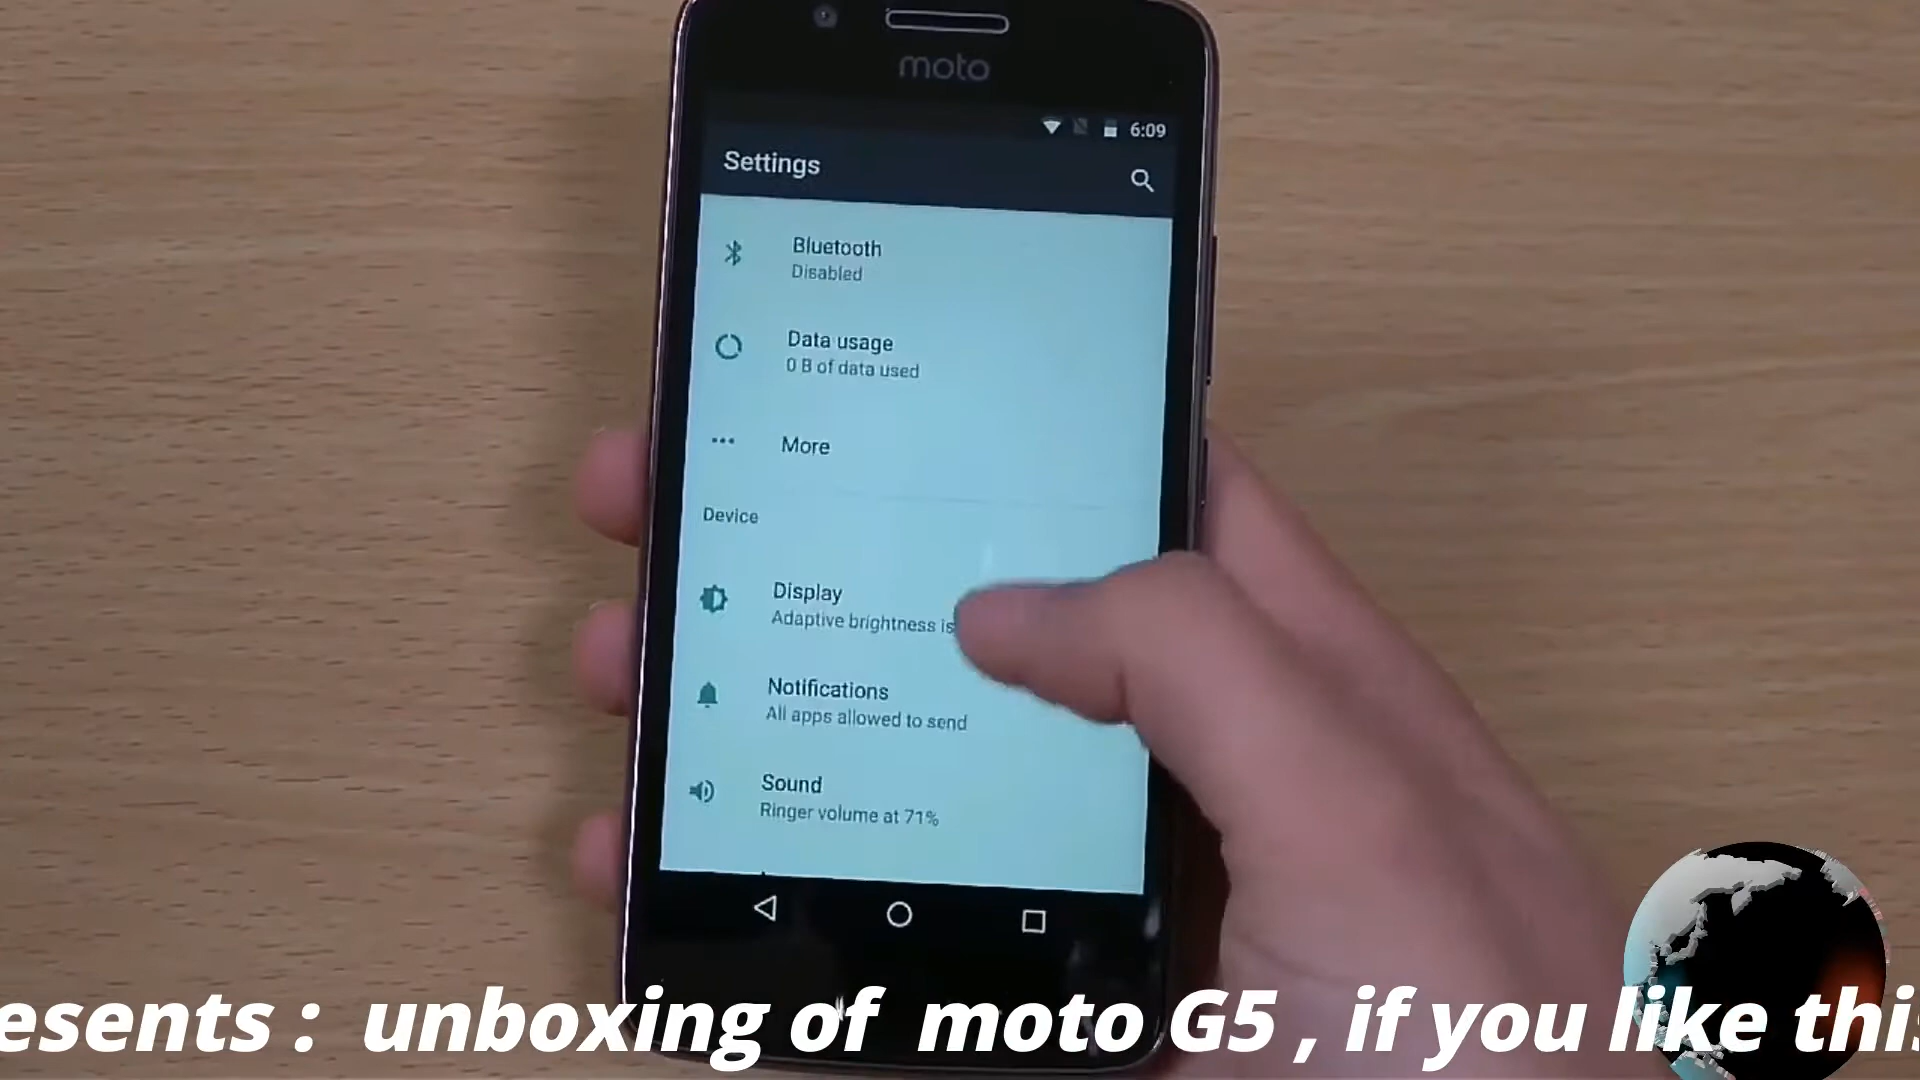 moto
6:09
Settings
Bluetooth
Disabled
Data usage
0 B of data used
More
Device
Display
Adaptive brightness is
Notifications
All apps allowed to send
Sound
Ringer volume at 71%
esents : unboxing of moto G5 , if you like this